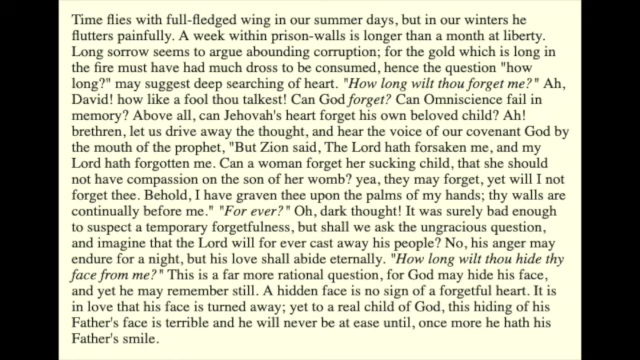 Time flies with full-fledged wing in our summer days, but in our winters he
flutters painfully. A week within prison-walls is longer than a month at liberty.
Long sorrow seems to argue abounding corruption; for the gold which is long in
the fire must have had much dross to be consumed, hence the question "how
long?" may suggest deep searching of heart. "How long wilt thou forget me?" Ah,
David! how like a fool thou talkest! Can God forget? Can Omniscience fail in
memory? Above all, can Jehovah's heart forget his own beloved child? Ah!
brethren, let us drive away the thought, and hear the voice of our covenant God by
the mouth of the prophet, "But Zion said, The Lord hath forsaken me, and my
Lord hath forgotten me. Can a woman forget her sucking child, that she should
not have compassion on the son of her womb? yea, they may forget, yet will I not
forget thee. Behold, I have graven thee upon the palms of my hands; thy walls are
continually before me." "For ever?" Oh, dark thought! It was surely bad enough
to suspect a temporary forgetfulness, but shall we ask the ungracious question,
and imagine that the Lord will for ever cast away his people? No, his anger may
endure for a night, but his love shall abide eternally. "How long wilt thou hide thy
face from me?" This is a far more rational question, for God may hide his face,
and yet he may remember still. A hidden face is no sign of a forgetful heart. It is
in love that his face is turned away; yet to a real child of God, this hiding of his
Father's face is terrible and he will never be at ease until, once more he hath his
Father's smile.